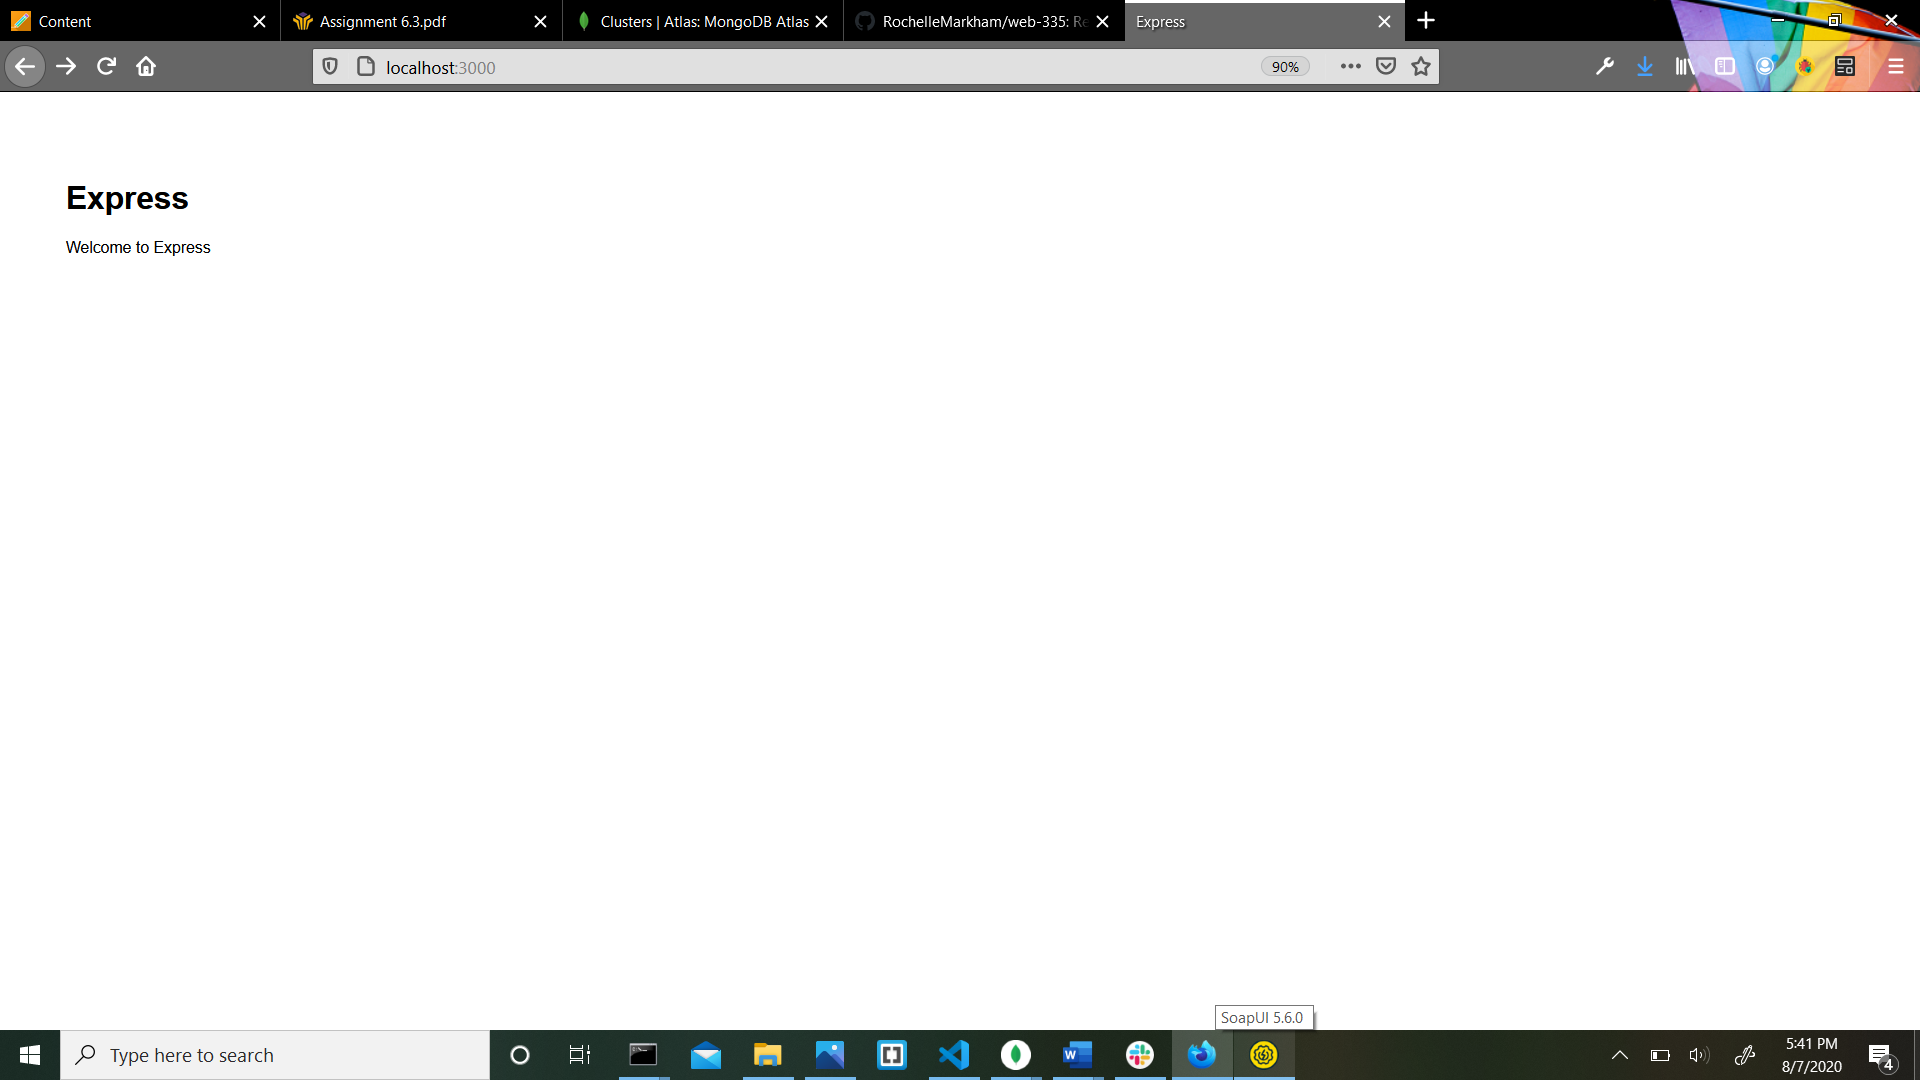 Content
Assignment 6.3.pdf
Clusters | Atlas: MongoDB Atlas
RochelleMarkham/web-335: Re
Express
localhost:3000
90%
Express
Welcome to Express
SoapUI 5.6.0
Type here to search
5:41 PM
8/7/2020
4